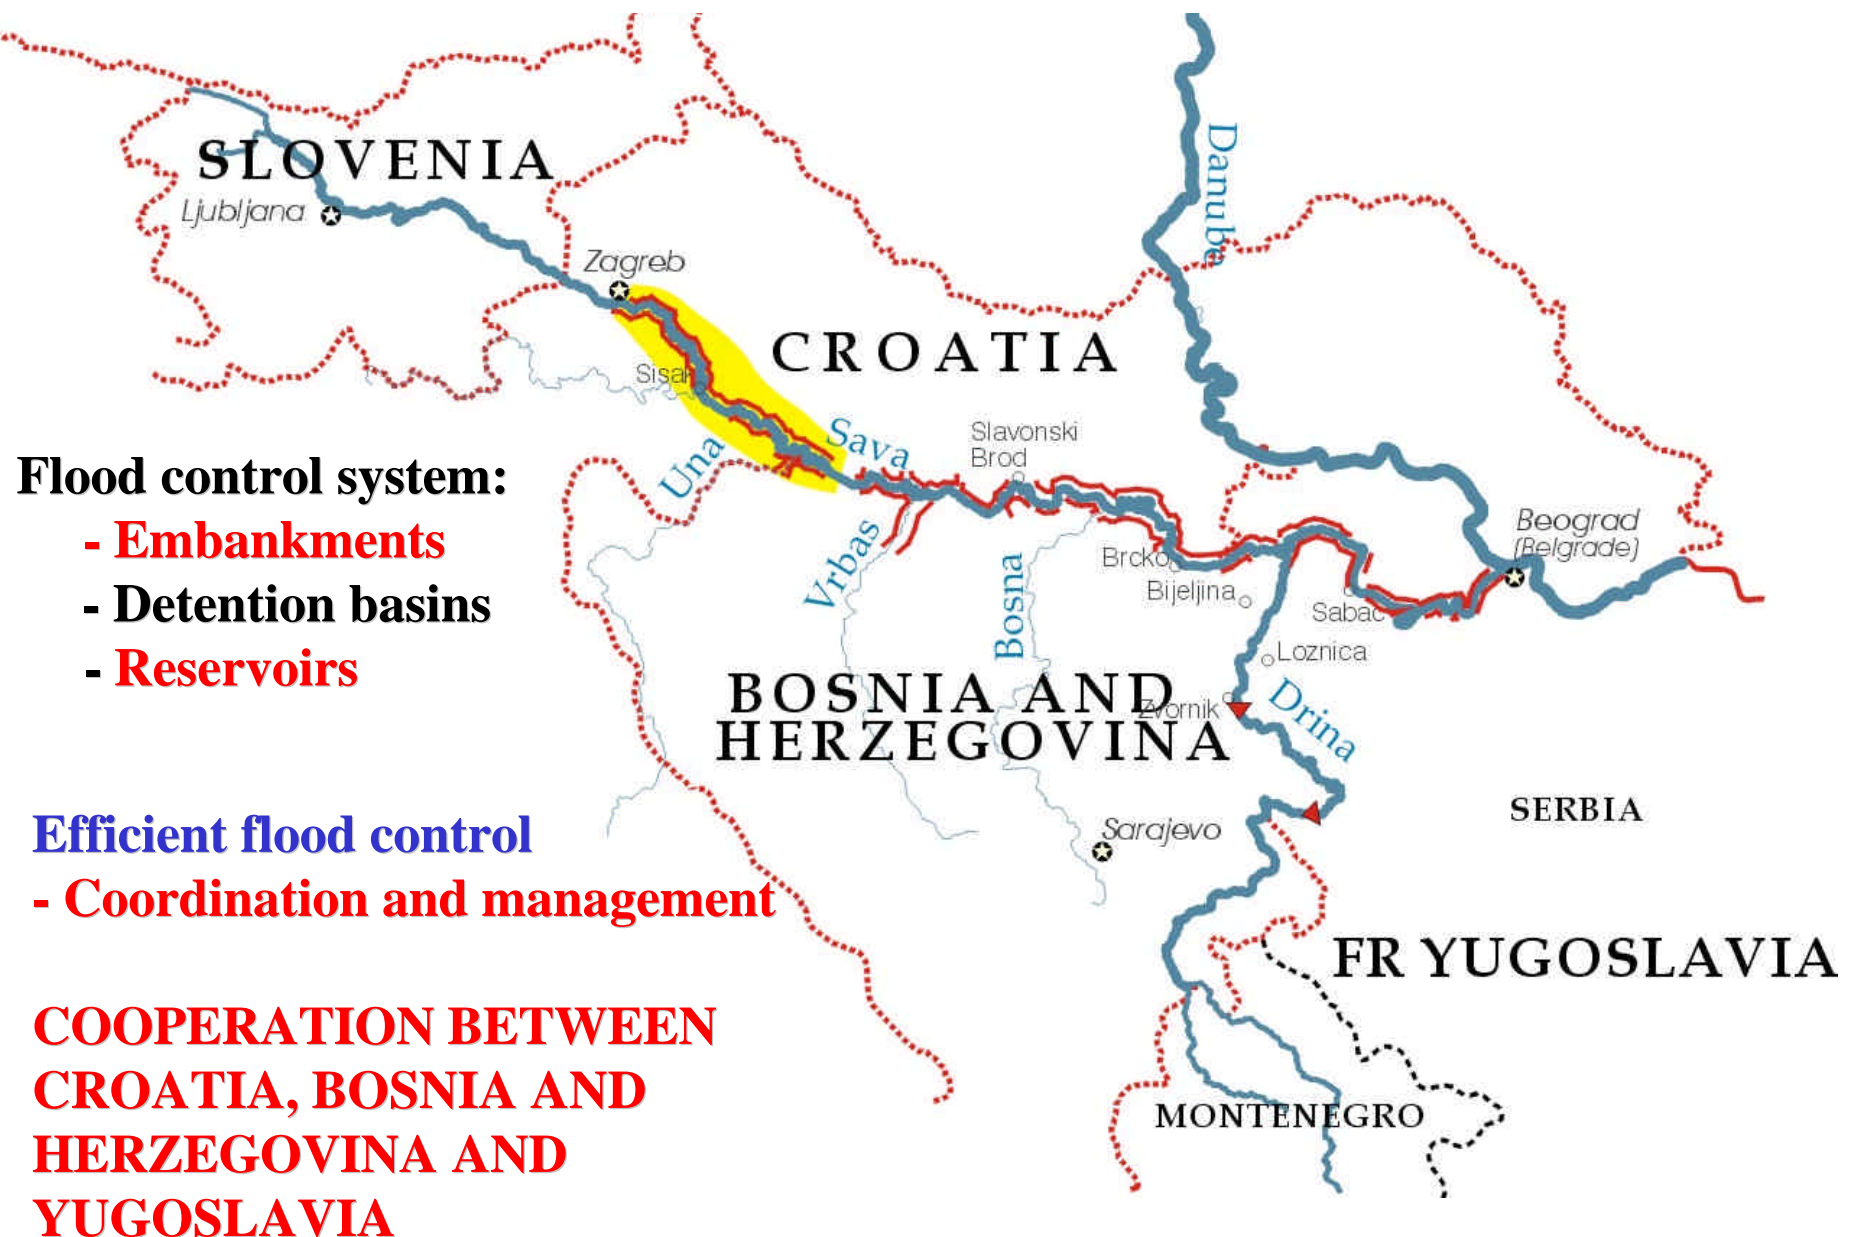 SLOVENIA
Ljubljana
Zagreb
Danube
CROATIA
Sisak
Sava
Slavonski
Brod
Una
Flood control system:
- Embankments
- Detention basins
- Reservoirs
Vrbas
Bosna
Brcko
Bijeljina
Beograd
(Belgrade)
Sabac
Loznica
BOSNIA AND
HERZEGOVINA
Zvornik
Drina
Efficient flood control
- Coordination and management
Sarajevo
SERBIA
FR YUGOSLAVIA
COOPERATION BETWEEN
CROATIA, BOSNIA AND
HERZEGOVINA AND
YUGOSLAVIA
MONTENEGRO